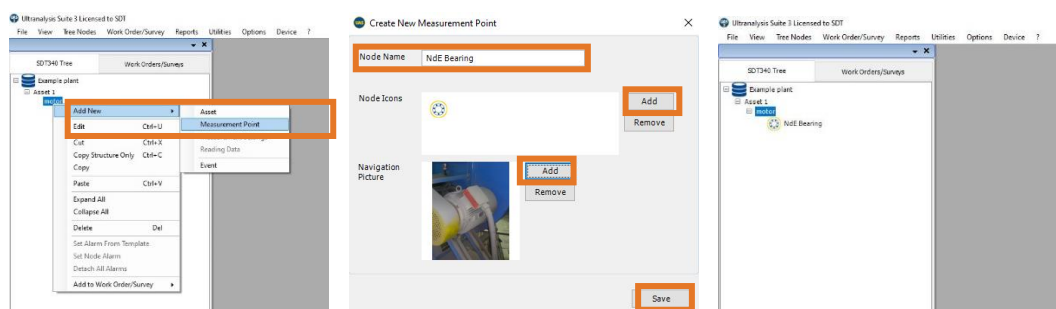 Ultranalysis Suite 3 Licensed to SDT
File View Tree Nodes Work Order/Survey Reports Utilities Options Device ?
SDT340 Tree Work Orders/Surveys
Example plant
Asset 1
motor
Add New
Edit Ctrl+U
Cut Ctrl+X
Copy Structure Only Ctrl+C
Copy
Paste Ctrl+V
Expand All
Collapse All
Delete Del
Set Alarm From Template
Set Node Alarm
Detach All Alarms
Add to Work Order/Survey
Asset
Measurement Point
Reading Data
Event
Create New Measurement Point
Node Name NdE Bearing
Node Icons
Add
Remove
Navigation
Picture
Add
Remove
Save
Ultranalysis Suite 3 Licensed to SDT
File View Tree Nodes Work Order/Survey Reports Utilities Options Device ?
SDT340 Tree Work Orders/Surveys
Example plant
Asset 1
motor
NdE Bearing